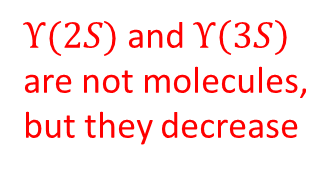 ϒ(2𝑆) and ϒ(3𝑆)
are not molecules,
but they decrease